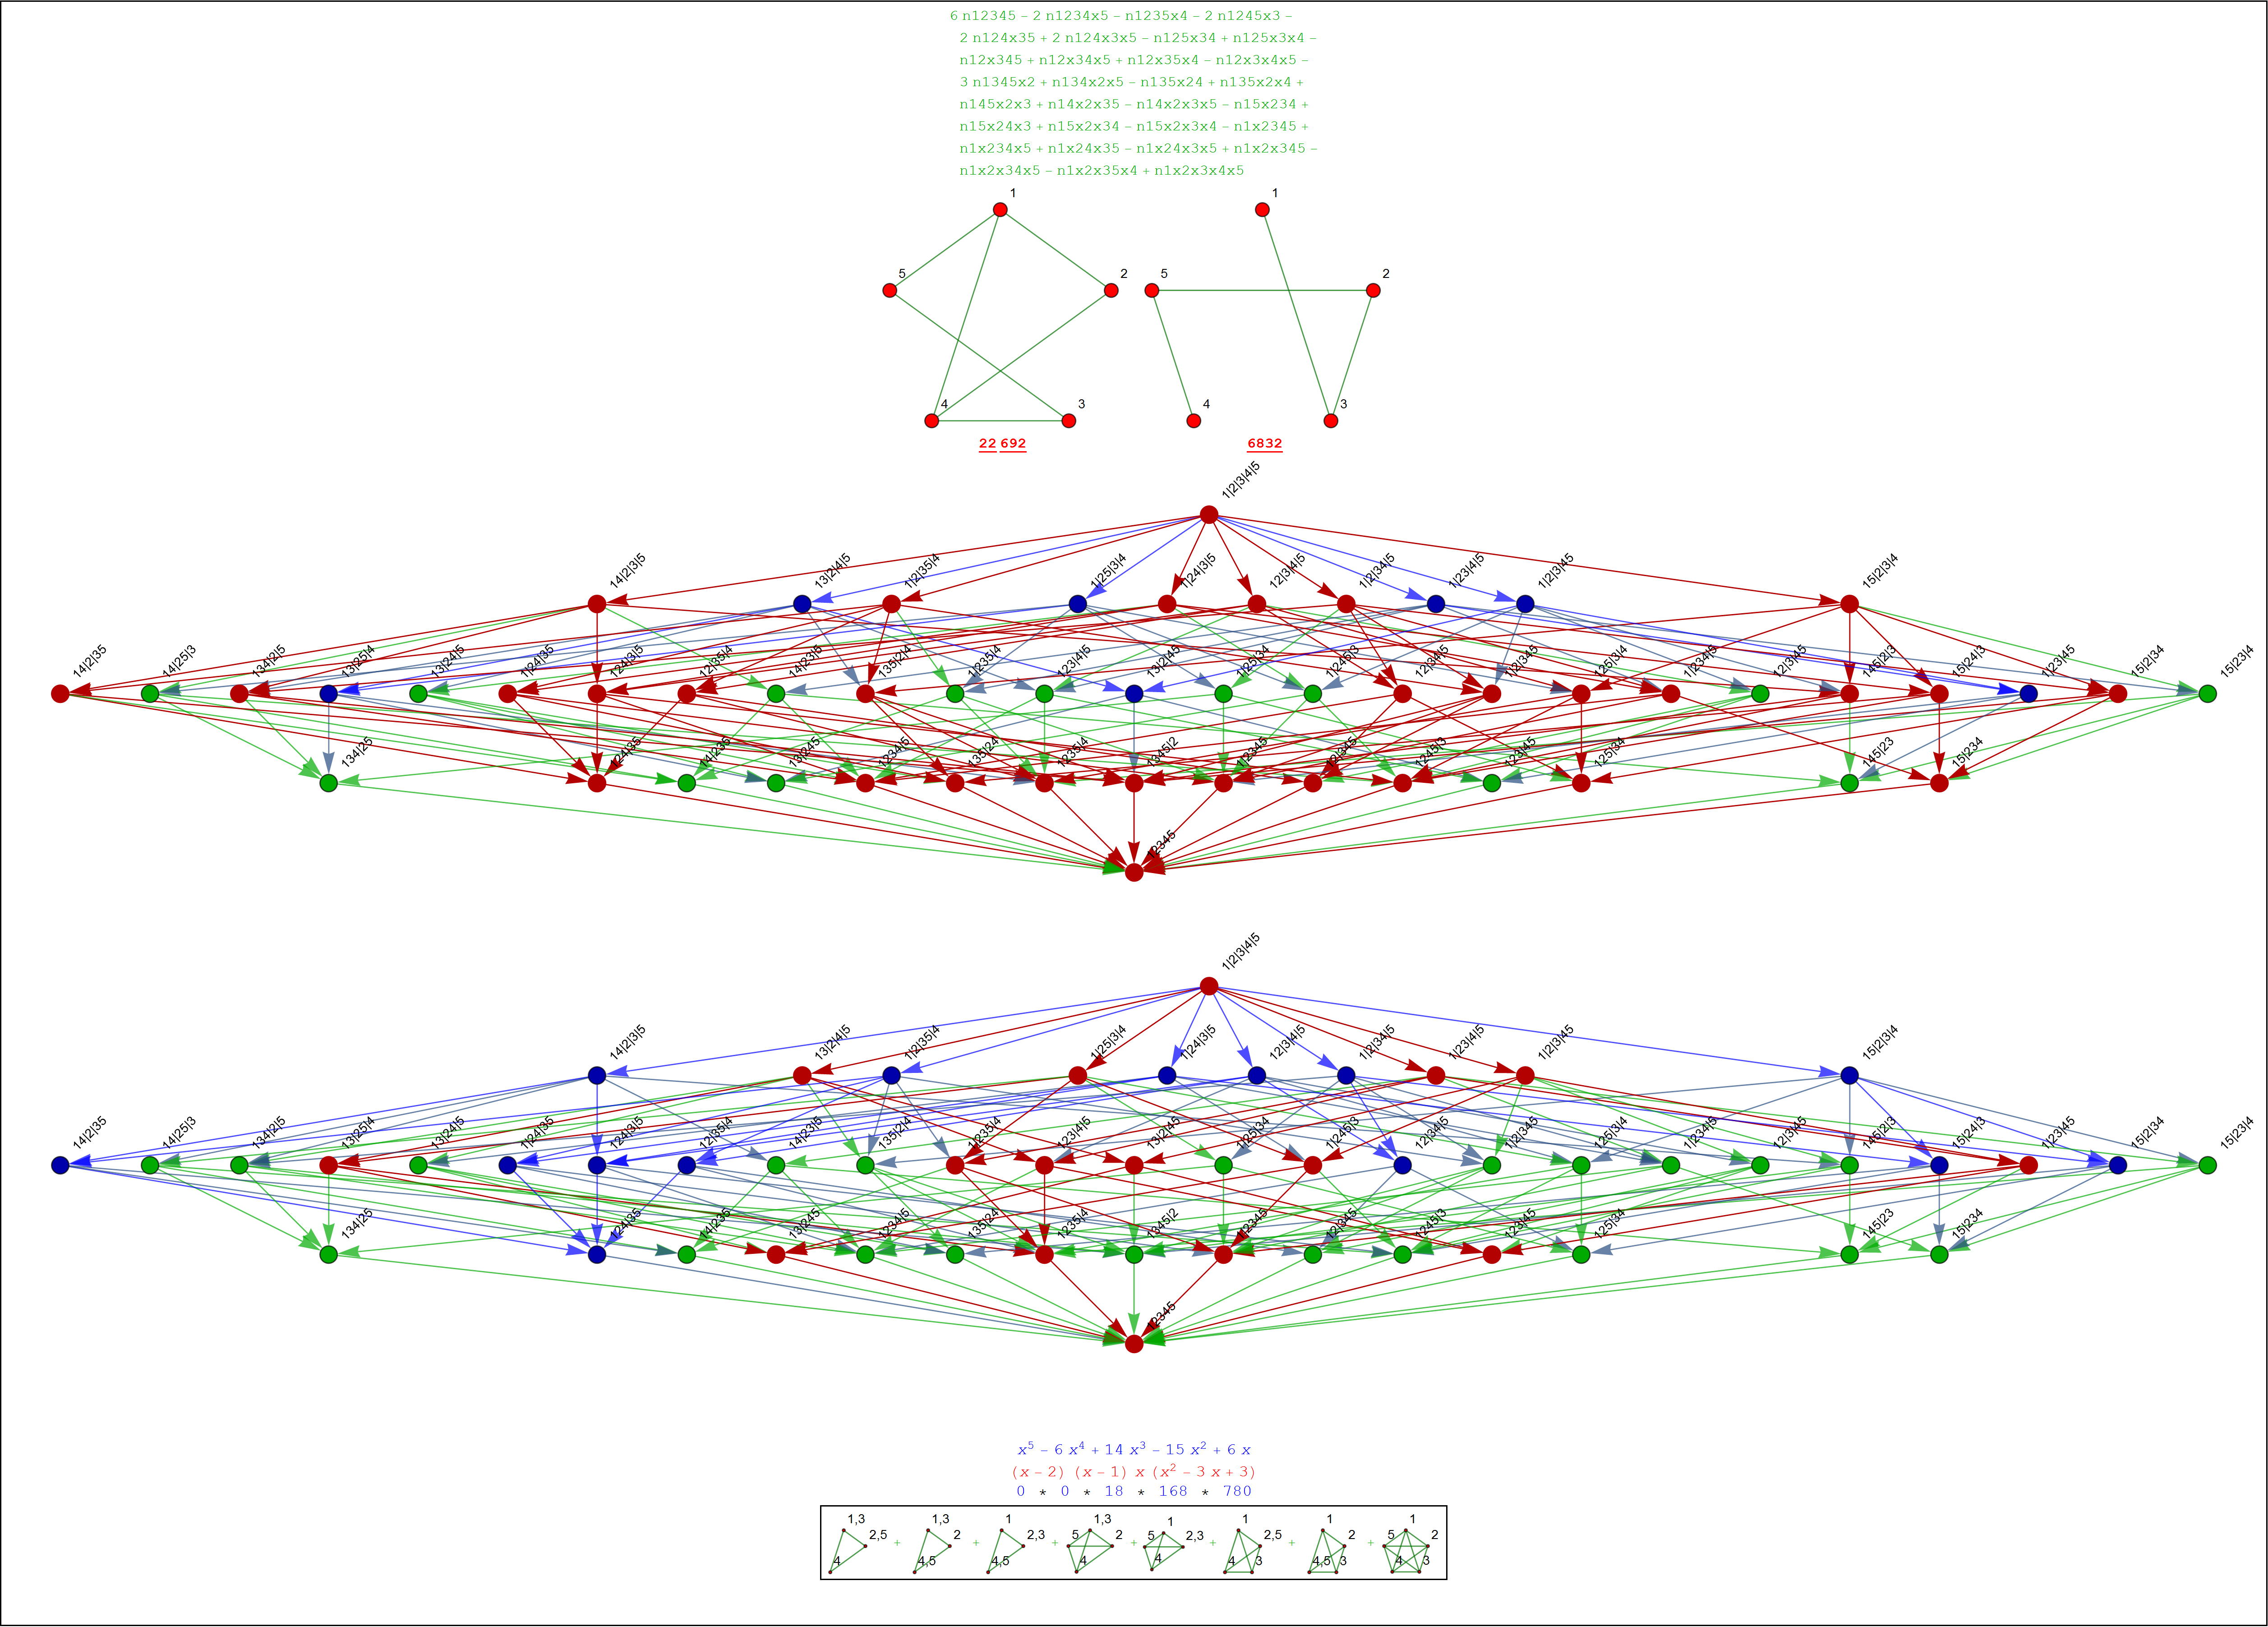 6 n12345 − 2 n1234x5 − n1235x4 − 2 n1245x3 −
2 n124x35 + 2 n124x3x5 − n125x34 + n125x3x4 −
n12x345 + n12x34x5 + n12x35x4 − n12x3x4x5 −
3 n1345x2 + n134x2x5 − n135x24 + n135x2x4 +
n145x2x3 + n14x2x35 − n14x2x3x5 − n15x234 +
n15x24x3 + n15x2x34 − n15x2x3x4 − n1x2345 +
n1x234x5 + n1x24x35 − n1x24x3x5 + n1x2x345 −
n1x2x34x5 − n1x2x35x4 + n1x2x3x4x5
1 1
5 2 5 2
4 3 4 3
22 692 6832
1|2|3|4|5
14|2|3|5 13|2|4|5 1|2|35|4 1|25|3|4 1|24|3|5 12|3|4|5 1|2|34|5 1|23|4|5 1|2|3|45 15|2|3|4
14|2|35 14|25|3 134|2|5 13|25|4 13|24|5 1|24|35 124|3|5 12|35|4 14|23|5 135|2|4 1|235|4 123|4|5 13|2|45 1|25|34 1|245|3 12|34|5 1|2|345 125|3|4 1|234|5 12|3|45 145|2|3 15|24|3 1|23|45 15|2|34 15|23|4
134|25 124|35 14|235 13|245 1234|5 135|24 1235|4 1345|2 1|2345 12|345 1245|3 123|45 125|34 145|23 15|234
12345
1|2|3|4|5
14|2|3|5 13|2|4|5 1|2|35|4 1|25|3|4 1|24|3|5 12|3|4|5 1|2|34|5 1|23|4|5 1|2|3|45 15|2|3|4
14|2|35 14|25|3 134|2|5 13|25|4 13|24|5 1|24|35 124|3|5 12|35|4 14|23|5 135|2|4 1|235|4 123|4|5 13|2|45 1|25|34 1|245|3 12|34|5 1|2|345 125|3|4 1|234|5 12|3|45 145|2|3 15|24|3 1|23|45 15|2|34 15|23|4
134|25 124|35 14|235 13|245 1234|5 135|24 1235|4 1345|2 1|2345 12|345 1245|3 123|45 125|34 145|23 15|234
12345
x⁵ − 6 x⁴ + 14 x³ − 15 x² + 6 x
(x − 2) (x − 1) x (x² − 3 x + 3)
0 * 0 * 18 * 168 * 780
1,3 1,3 1 1,3 1 1 1 1
2,5 + 2 + 2,3 + 5 2 + 5 2,3 + 2,5 + 2 + 5 2
4 4,5 4,5 4 4 4 3 4,5 3 4 3